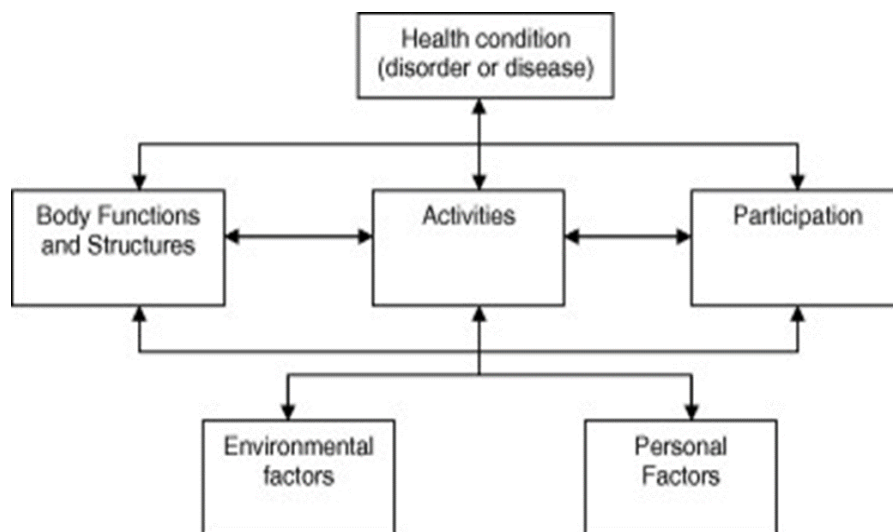 Health condition
(disorder or disease)
Body Functions
and Structures
Activities
Participation
Environmental
factors
Personal
Factors